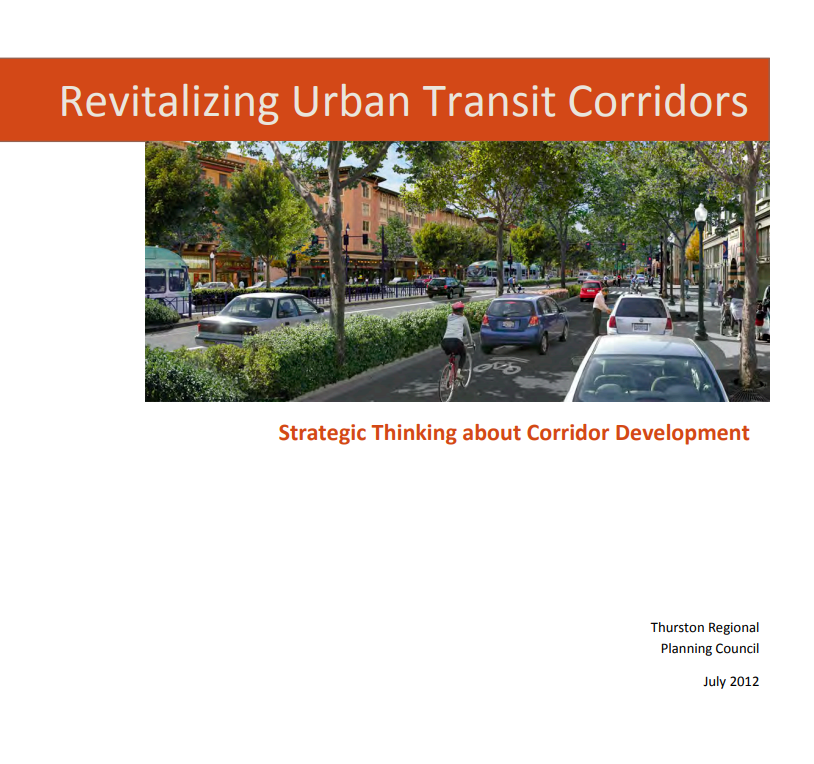 Revitalizing Urban Transit Corridors
Strategic Thinking about Corridor Development
Thurston Regional
Planning Council
July 2012